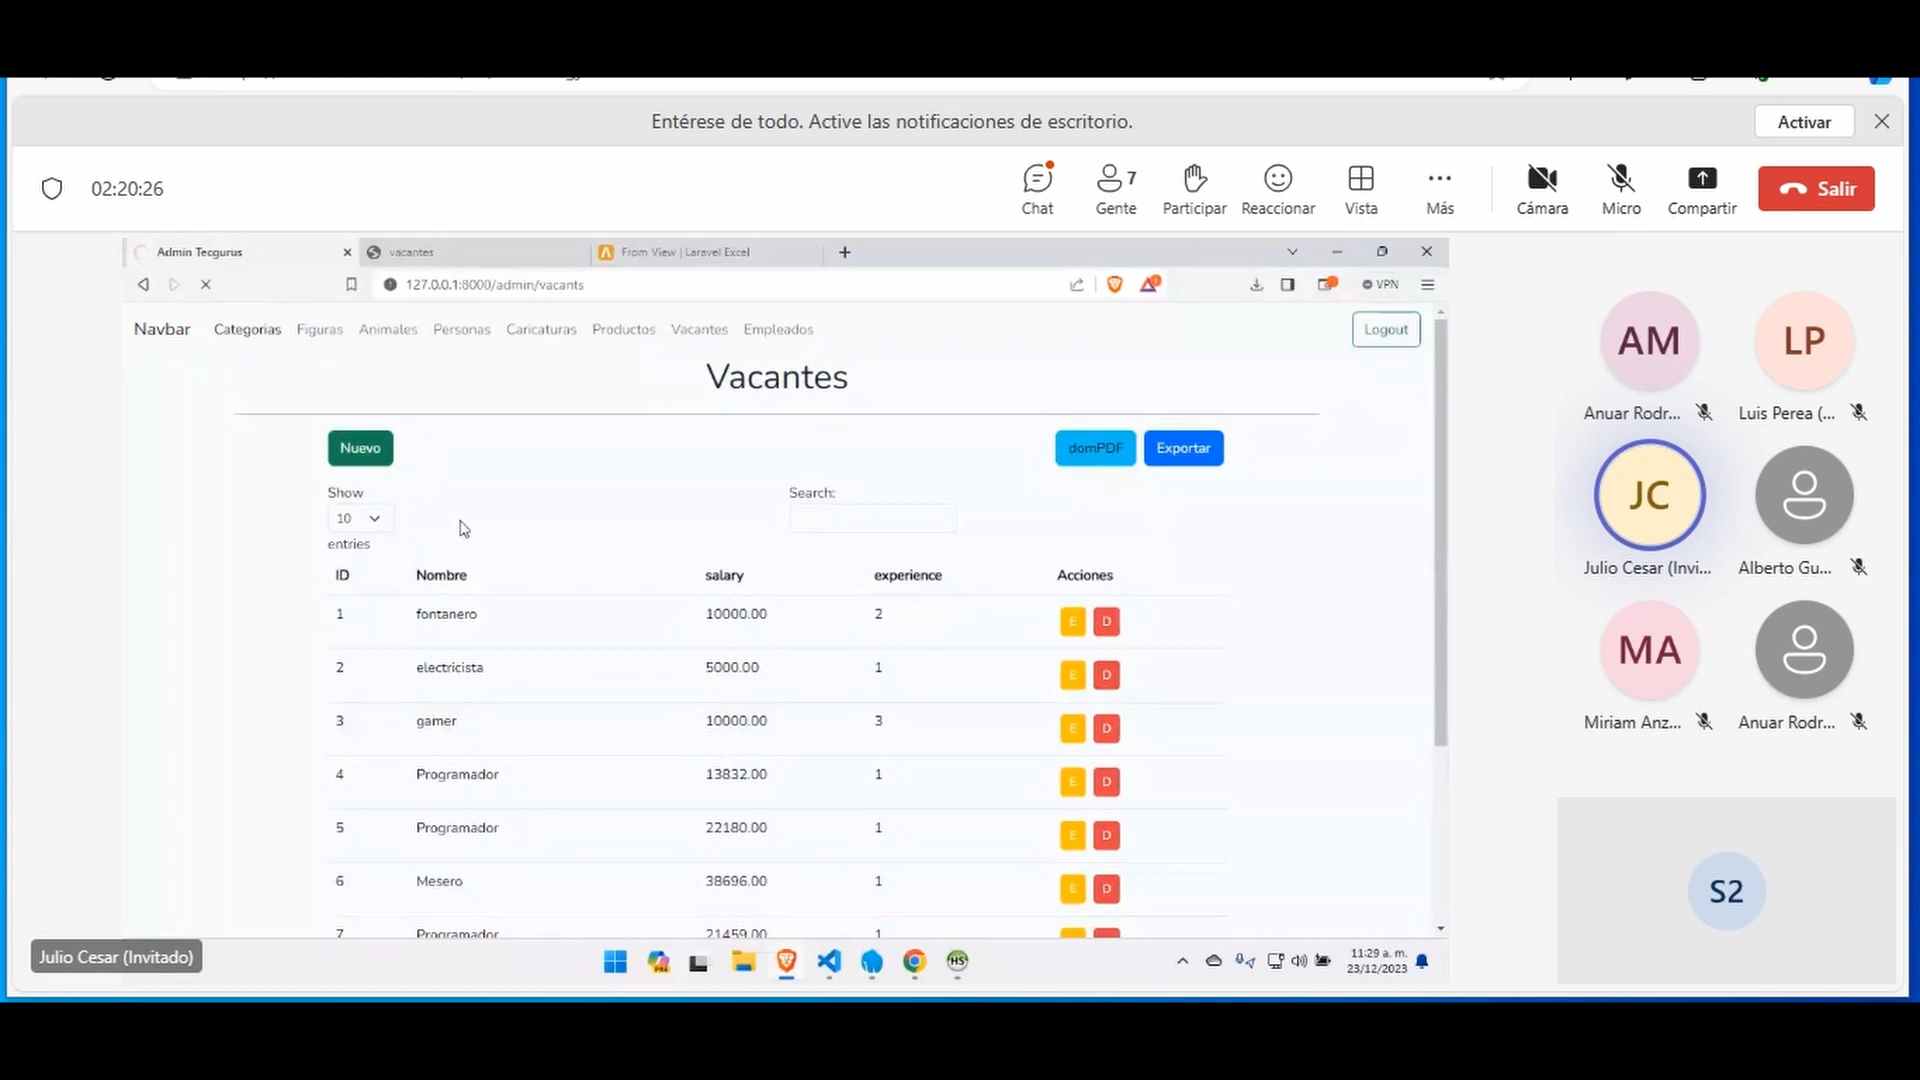 Entérese de todo. Active las notificaciones de escritorio.
Activar
02:20:26
Chat
7
Gente
Participar
Reaccionar
Vista
Más
Cámara
Micro
Compartir
Salir
Admin Tecgurus
vacantes
From View | Laravel Excel
127.0.0.1:8000/admin/vacants
VPN
Navbar
Categorias
Figuras
Animales
Personas
Caricaturas
Productos
Vacantes
Empleados
Logout
Vacantes
Nuevo
domPDF
Exportar
Show
10
entries
Search:
ID Nombre salary experience Acciones
1 fontanero 10000.00 2 E D
2 electricista 5000.00 1 E D
3 gamer 10000.00 3 E D
4 Programador 13832.00 1 E D
5 Programador 22180.00 1 E D
6 Mesero 38696.00 1 E D
7 Programador 21459.00 1
AM
Anuar Rodr...
LP
Luis Perea (...
JC
Julio Cesar (Invi...
Alberto Gu...
MA
Miriam Anz...
Anuar Rodr...
S2
Julio Cesar (Invitado)
PRE
HS
11:29 a. m.
23/12/2023